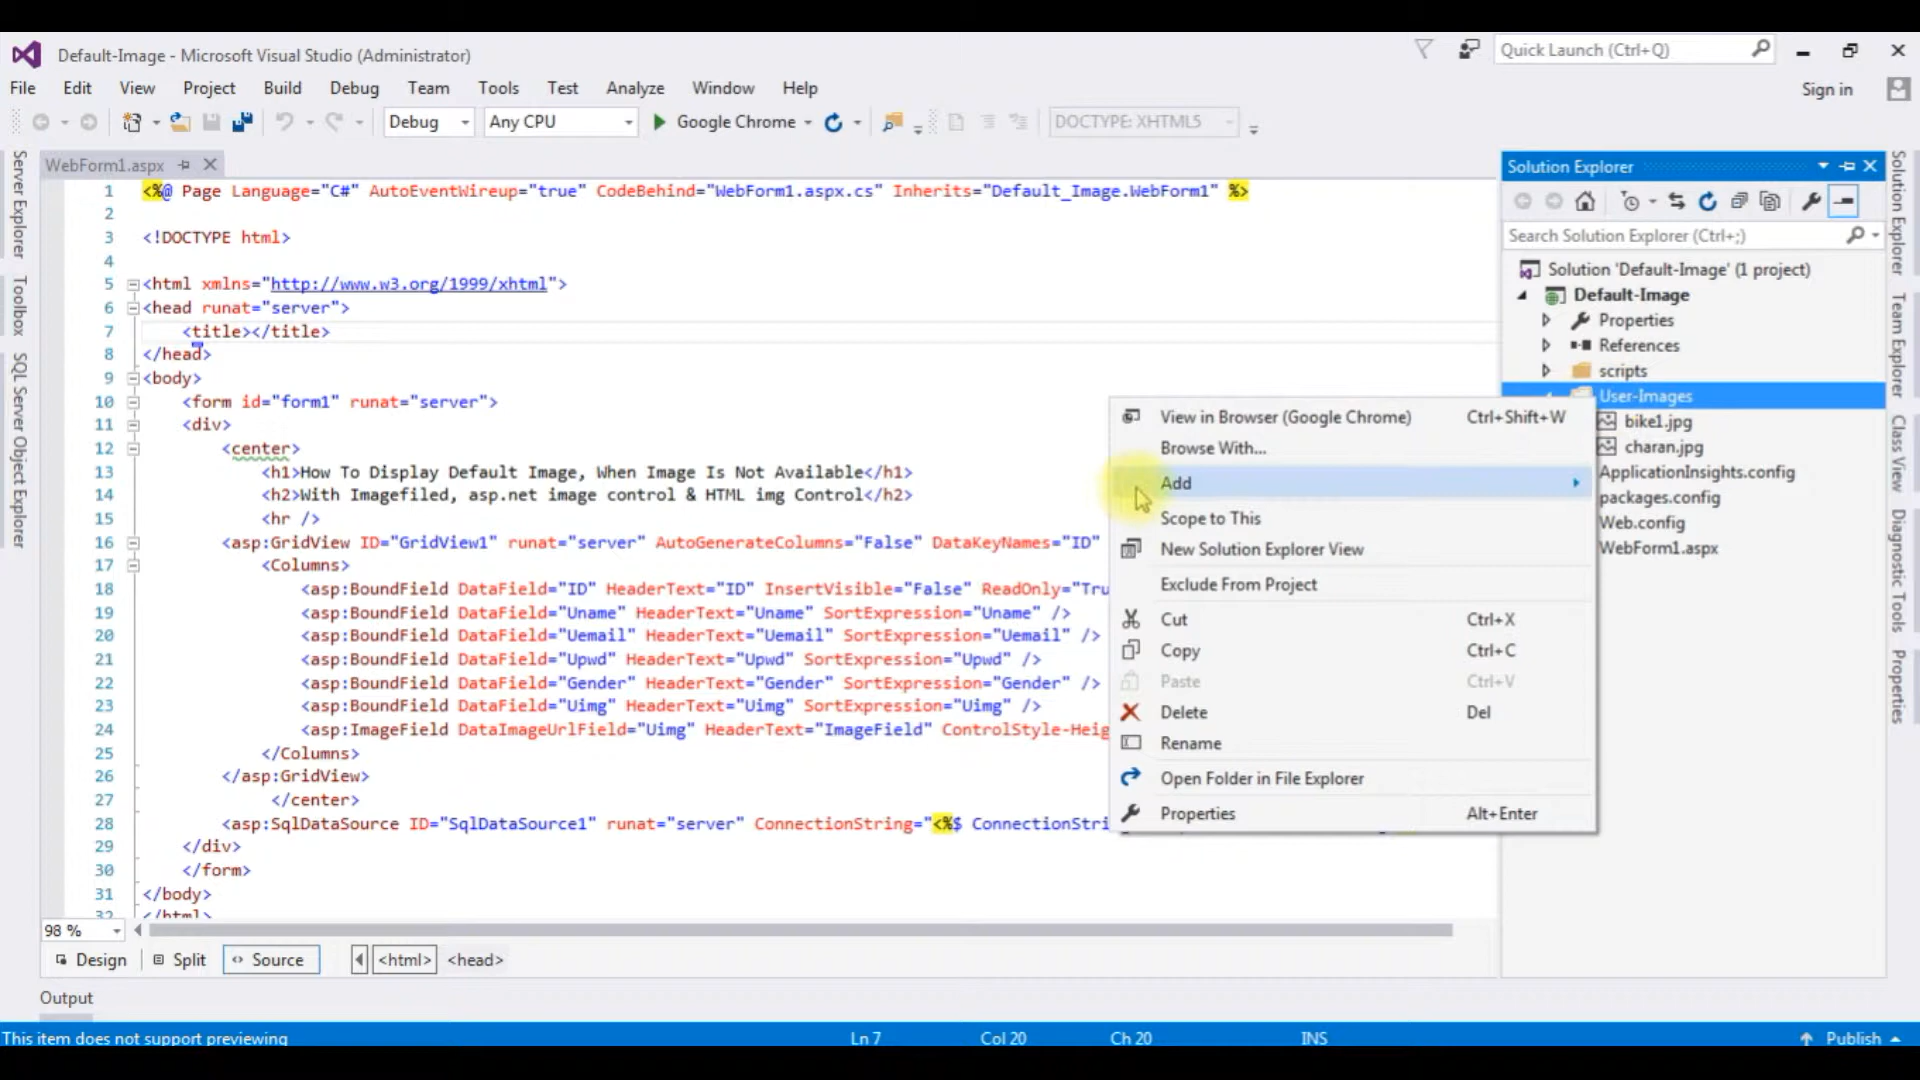 Default-Image - Microsoft Visual Studio (Administrator)
Quick Launch (Ctrl+Q)
File Edit View Project Build Debug Team Tools Test Analyze Window Help
Sign in
Debug Any CPU Google Chrome DOCTYPE: XHTML5
Server Explorer
Toolbox
SQL Server Object Explorer
WebForm1.aspx
1 <%@ Page Language="C#" AutoEventWireup="true" CodeBehind="WebForm1.aspx.cs" Inherits="Default_Image.WebForm1" %>
2
3 <!DOCTYPE html>
4
5 <html xmlns="http://www.w3.org/1999/xhtml">
6 <head runat="server">
7 <title></title>
8 </head>
9 <body>
10 <form id="form1" runat="server">
11 <div>
12 <center>
13 <h1>How To Display Default Image, When Image Is Not Available</h1>
14 <h2>With Imagefiled, asp.net image control & HTML img Control</h2>
15 <hr />
16 <asp:GridView ID="GridView1" runat="server" AutoGenerateColumns="False" DataKeyNames="ID"
17 <Columns>
18 <asp:BoundField DataField="ID" HeaderText="ID" InsertVisible="False" ReadOnly="Tru
19 <asp:BoundField DataField="Uname" HeaderText="Uname" SortExpression="Uname" />
20 <asp:BoundField DataField="Uemail" HeaderText="Uemail" SortExpression="Uemail" />
21 <asp:BoundField DataField="Upwd" HeaderText="Upwd" SortExpression="Upwd" />
22 <asp:BoundField DataField="Gender" HeaderText="Gender" SortExpression="Gender" />
23 <asp:BoundField DataField="Uimg" HeaderText="Uimg" SortExpression="Uimg" />
24 <asp:ImageField DataImageUrlField="Uimg" HeaderText="ImageField" ControlStyle-Heig
25 </Columns>
26 </asp:GridView>
27 </center>
28 <asp:SqlDataSource ID="SqlDataSource1" runat="server" ConnectionString="<%$ ConnectionStri
29 </div>
30 </form>
31 </body>
32 </html>
View in Browser (Google Chrome) Ctrl+Shift+W
Browse With...
Add
Scope to This
New Solution Explorer View
Exclude From Project
Cut Ctrl+X
Copy Ctrl+C
Paste Ctrl+V
Delete Del
Rename
Open Folder in File Explorer
Properties Alt+Enter
Solution Explorer
Search Solution Explorer (Ctrl+;)
Solution 'Default-Image' (1 project)
Default-Image
Properties
References
scripts
User-Images
bike1.jpg
charan.jpg
ApplicationInsights.config
packages.config
Web.config
WebForm1.aspx
Solution Explorer
Team Explorer
Class View
Diagnostic Tools
Properties
98 %
Design Split Source <html> <head>
Output
This item does not support previewing Ln 7 Col 20 Ch 20 INS Publish